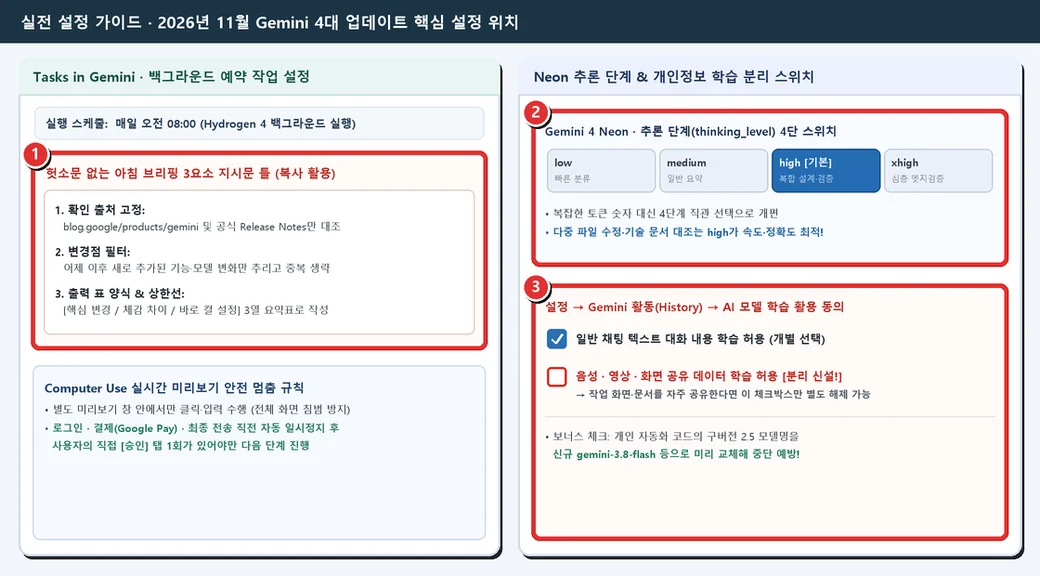 실전 설정 가이드 · 2026년 11월 Gemini 4대 업데이트 핵심 설정 위치
Tasks in Gemini · 백그라운드 예약 작업 설정
실행 스케줄: 매일 오전 08:00 (Hydrogen 4 백그라운드 실행)
1
헛소문 없는 아침 브리핑 3요소 지시문 틀 (복사 활용)
1. 확인 출처 고정:
blog.google/products/gemini 및 공식 Release Notes만 대조
2. 변경점 필터:
어제 이후 새로 추가된 기능·모델 변화만 추리고 중복 생략
3. 출력 표 양식 & 상한선:
[핵심 변경 / 체감 차이 / 바로 켤 설정] 3열 요약표로 작성
Computer Use 실시간 미리보기 안전 멈춤 규칙
• 별도 미리보기 창 안에서만 클릭·입력 수행 (전체 화면 침범 방지)
• 로그인 · 결제(Google Pay) · 최종 전송 직전 자동 일시정지 후
사용자의 직접 [승인] 탭 1회가 있어야만 다음 단계 진행
Neon 추론 단계 & 개인정보 학습 분리 스위치
2
Gemini 4 Neon · 추론 단계(thinking_level) 4단 스위치
low
빠른 분류
medium
일반 요약
high [기본]
복합 설계·검증
xhigh
심층 엣지검증
• 복잡한 토큰 숫자 대신 4단계 직관 선택으로 개편
• 다중 파일 수정·기술 문서 대조는 high가 속도·정확도 최적!
3
설정 → Gemini 활동(History) → AI 모델 학습 활용 동의
일반 채팅 텍스트 대화 내용 학습 허용 (개별 선택)
음성 · 영상 · 화면 공유 데이터 학습 허용 [분리 신설!]
→ 작업 화면·문서를 자주 공유한다면 이 체크박스만 별도 해제 가능
• 보너스 체크: 개인 자동화 코드의 구버전 2.5 모델명을
신규 gemini-3.8-flash 등으로 미리 교체해 중단 예방!